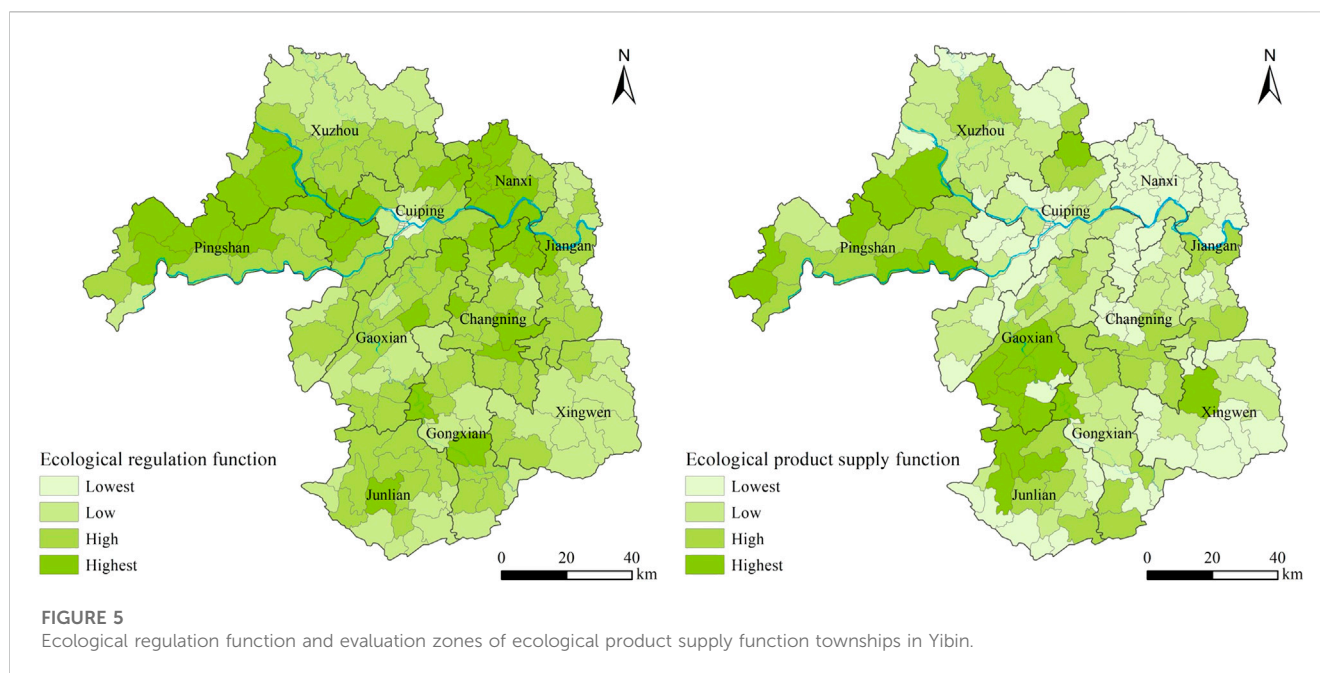 N
Xuzhou
Nanxi
Cuiping
Pingshan
Jiangan
Changning
Gaoxian
Xingwen
Gongxian
Junlian
Ecological regulation function
Lowest
Low
High
Highest
0 20 40
km
N
Xuzhou
Nanxi
Cuiping
Pingshan
Jiangan
Changning
Gaoxian
Xingwen
Gongxian
Junlian
Ecological product supply function
Lowest
Low
High
Highest
0 20 40
km
FIGURE 5
Ecological regulation function and evaluation zones of ecological product supply function townships in Yibin.